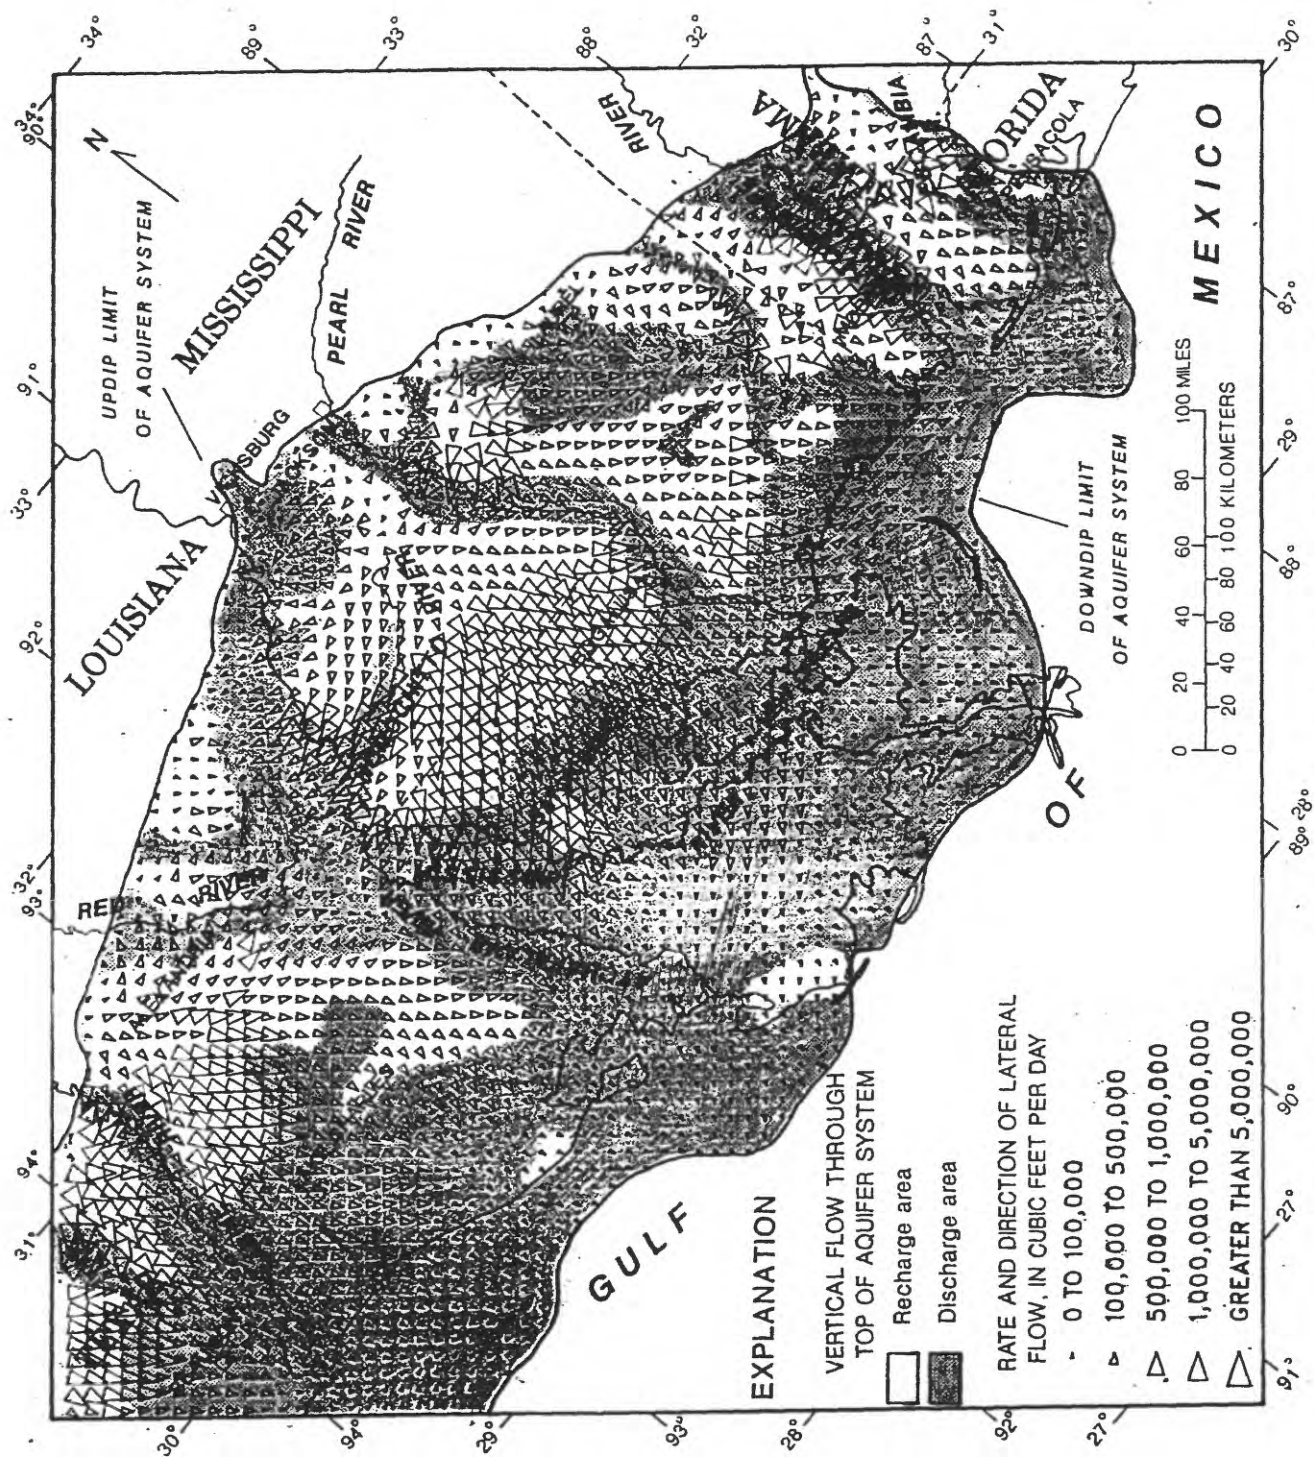 34°
89°
33°
88°
32°
87°
31°
30°
34°
90°
N
MISSISSIPPI
PEARL RIVER
UPDIP LIMIT
OF AQUIFER SYSTEM
RIVER
91°
33°
LOUISIANA
92°
32°
93°
RED
RIVER
94°
31°
30°
94°
29°
93°
28°
92°
27°
91°
90°
27°
89°
28°
88°
29°
87°
RIVER
GULF
OF
MEXICO
DOWNDIP LIMIT
OF AQUIFER SYSTEM
0 20 40 60 80 100 MILES
0 20 40 60 80 100 KILOMETERS
EXPLANATION
VERTICAL FLOW THROUGH
TOP OF AQUIFER SYSTEM
Recharge area
Discharge area
RATE AND DIRECTION OF LATERAL
FLOW, IN CUBIC FEET PER DAY
0 TO 100,000
100,000 TO 500,000
500,000 TO 1,000,000
1,000,000 TO 5,000,000
GREATER THAN 5,000,000